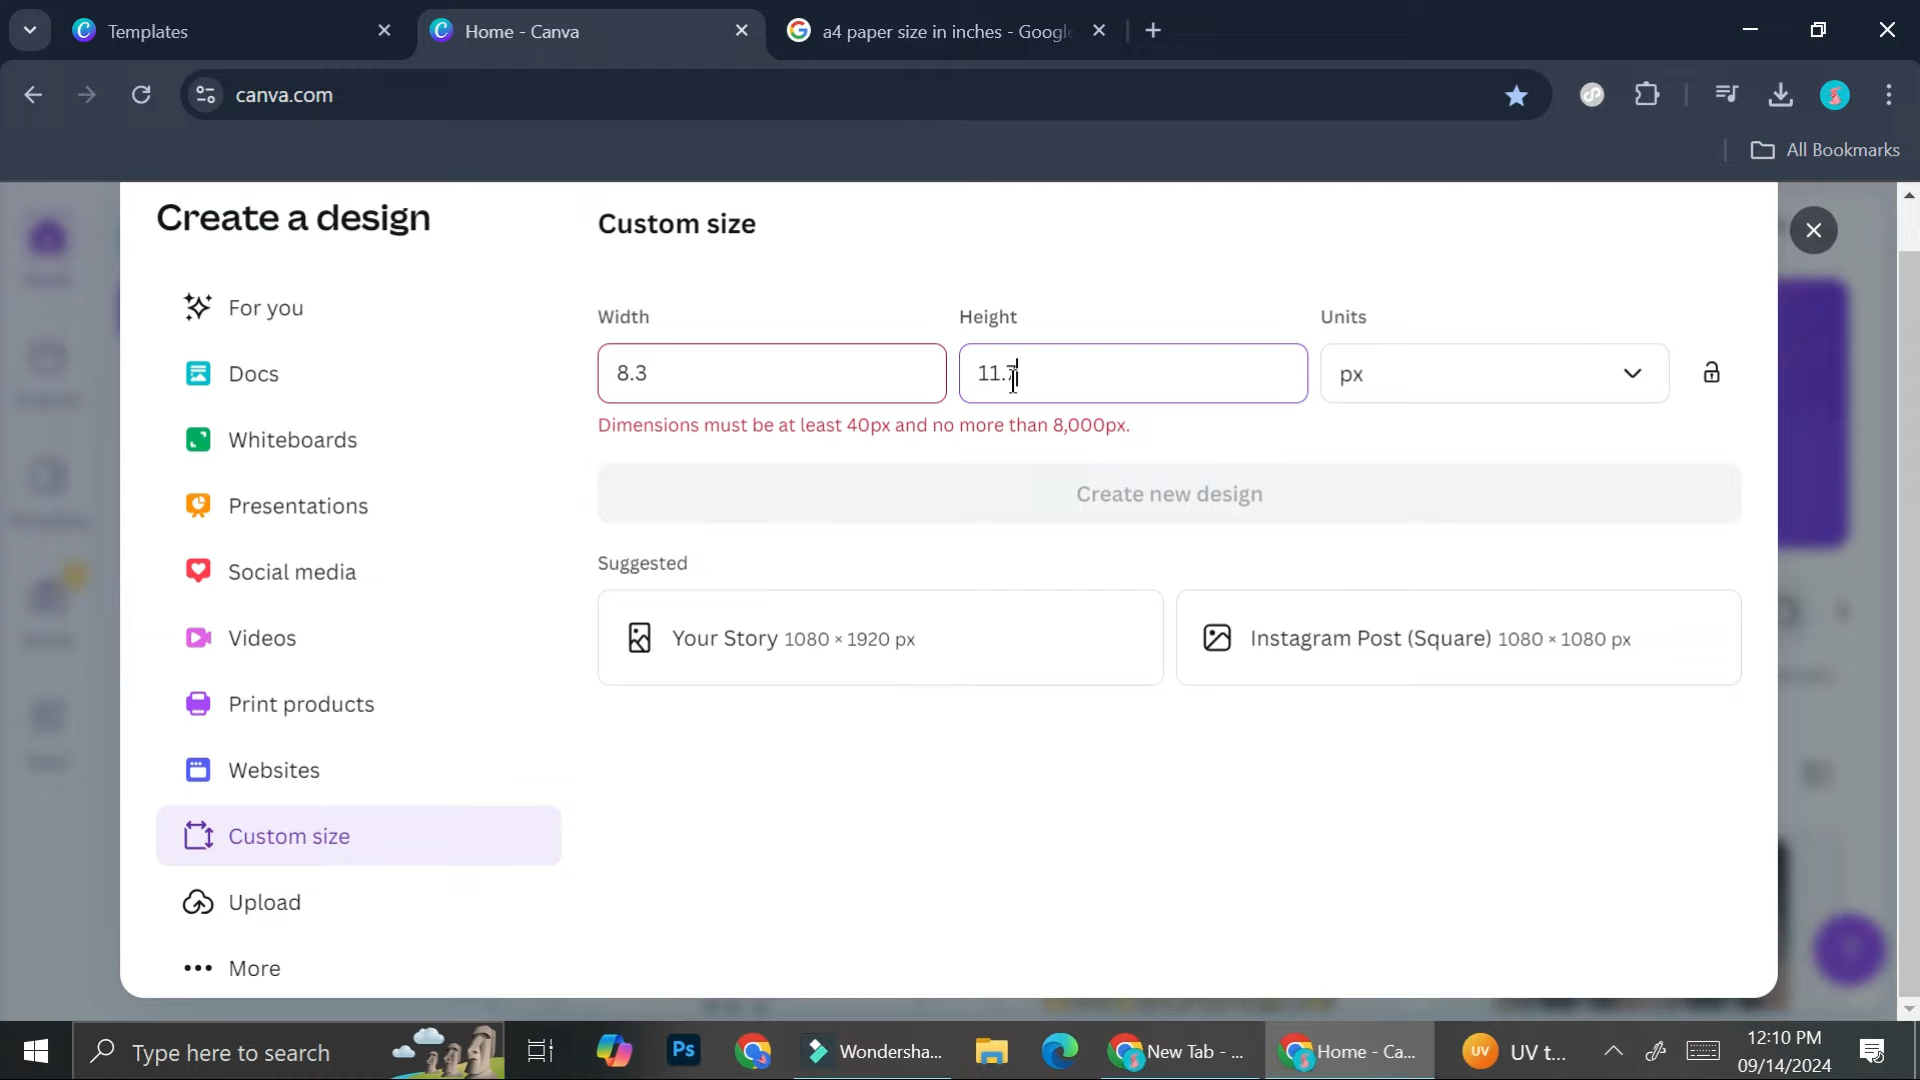 Templates
Home - Canva
a4 paper size in inches - Google
canva.com
All Bookmarks
Create a design
Custom size
For you
Width
Height
Units
Docs
8.3
11.7
px
Dimensions must be at least 40px and no more than 8,000px.
Whiteboards
Create new design
Presentations
Suggested
Social media
Your Story 1080 × 1920 px
Instagram Post (Square) 1080 × 1080 px
Videos
Print products
Websites
Custom size
Upload
More
Type here to search
Ps
Wondersha...
New Tab - ...
Home - Ca...
UV
UV t...
12:10 PM
09/14/2024